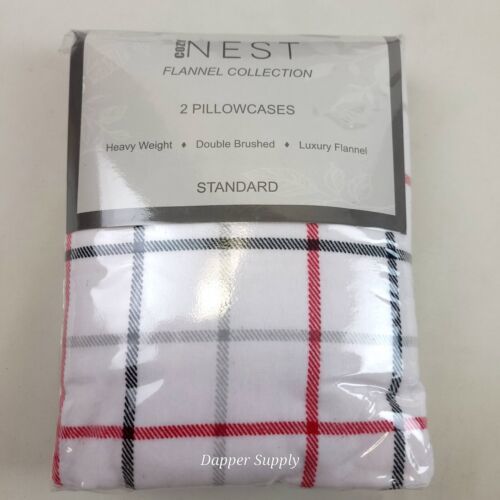 COZY NEST
FLANNEL COLLECTION
2 PILLOWCASES
Heavy Weight ♦ Double Brushed ♦ Luxury Flannel
STANDARD
Dapper Supply